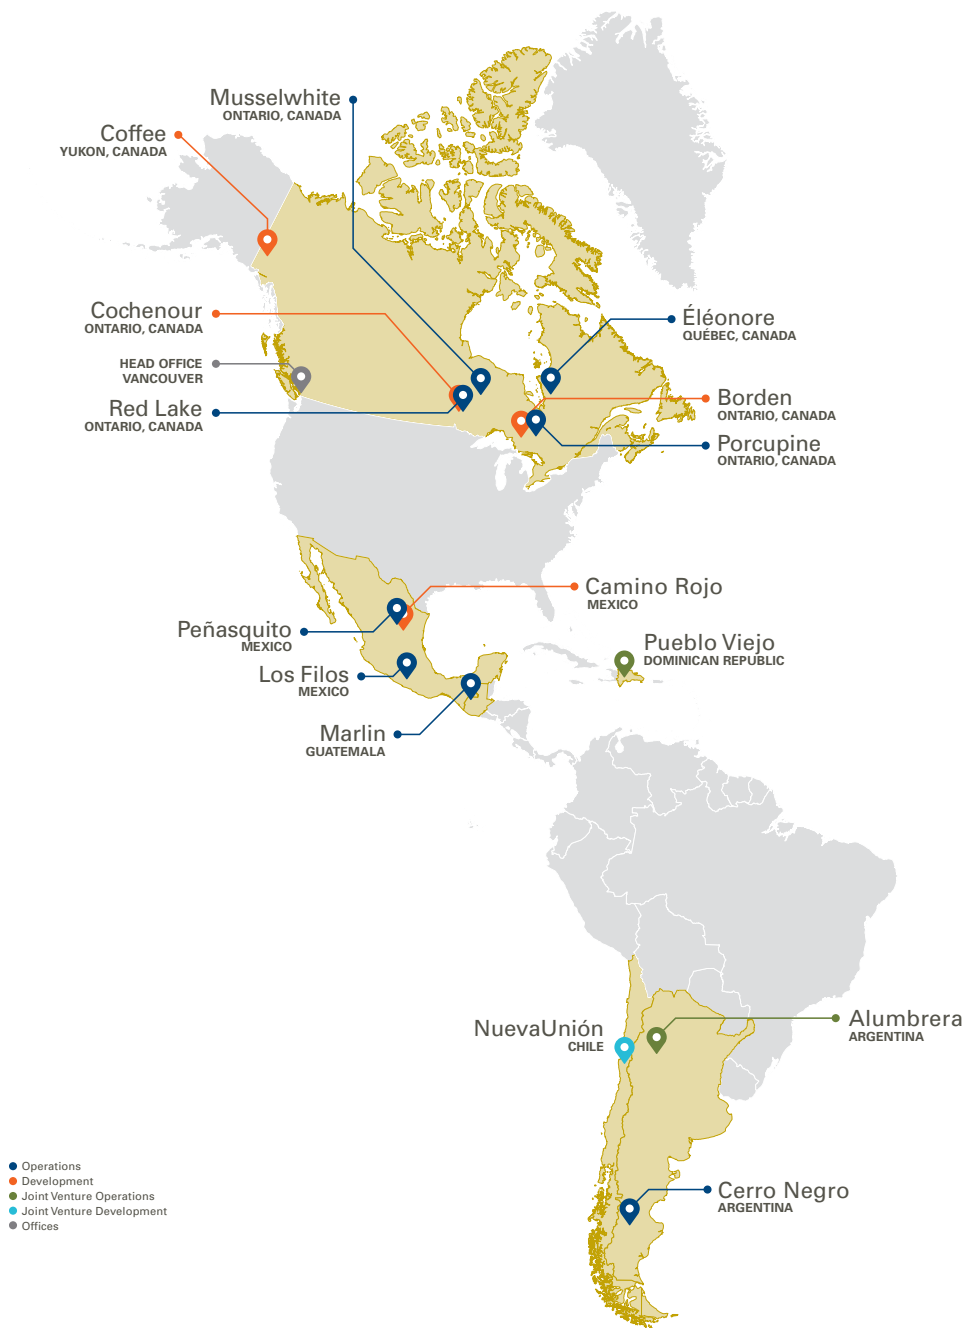 Musselwhite
ONTARIO, CANADA
Coffee
YUKON, CANADA
Cochenour
ONTARIO, CANADA
Éléonore
QUÉBEC, CANADA
HEAD OFFICE
VANCOUVER
Borden
ONTARIO, CANADA
Red Lake
ONTARIO, CANADA
Porcupine
ONTARIO, CANADA
Camino Rojo
MEXICO
Peñasquito
MEXICO
Pueblo Viejo
DOMINICAN REPUBLIC
Los Filos
MEXICO
Marlin
GUATEMALA
NuevaUnión
CHILE
Alumbrera
ARGENTINA
Cerro Negro
ARGENTINA
Operations
Development
Joint Venture Operations
Joint Venture Development
Offices